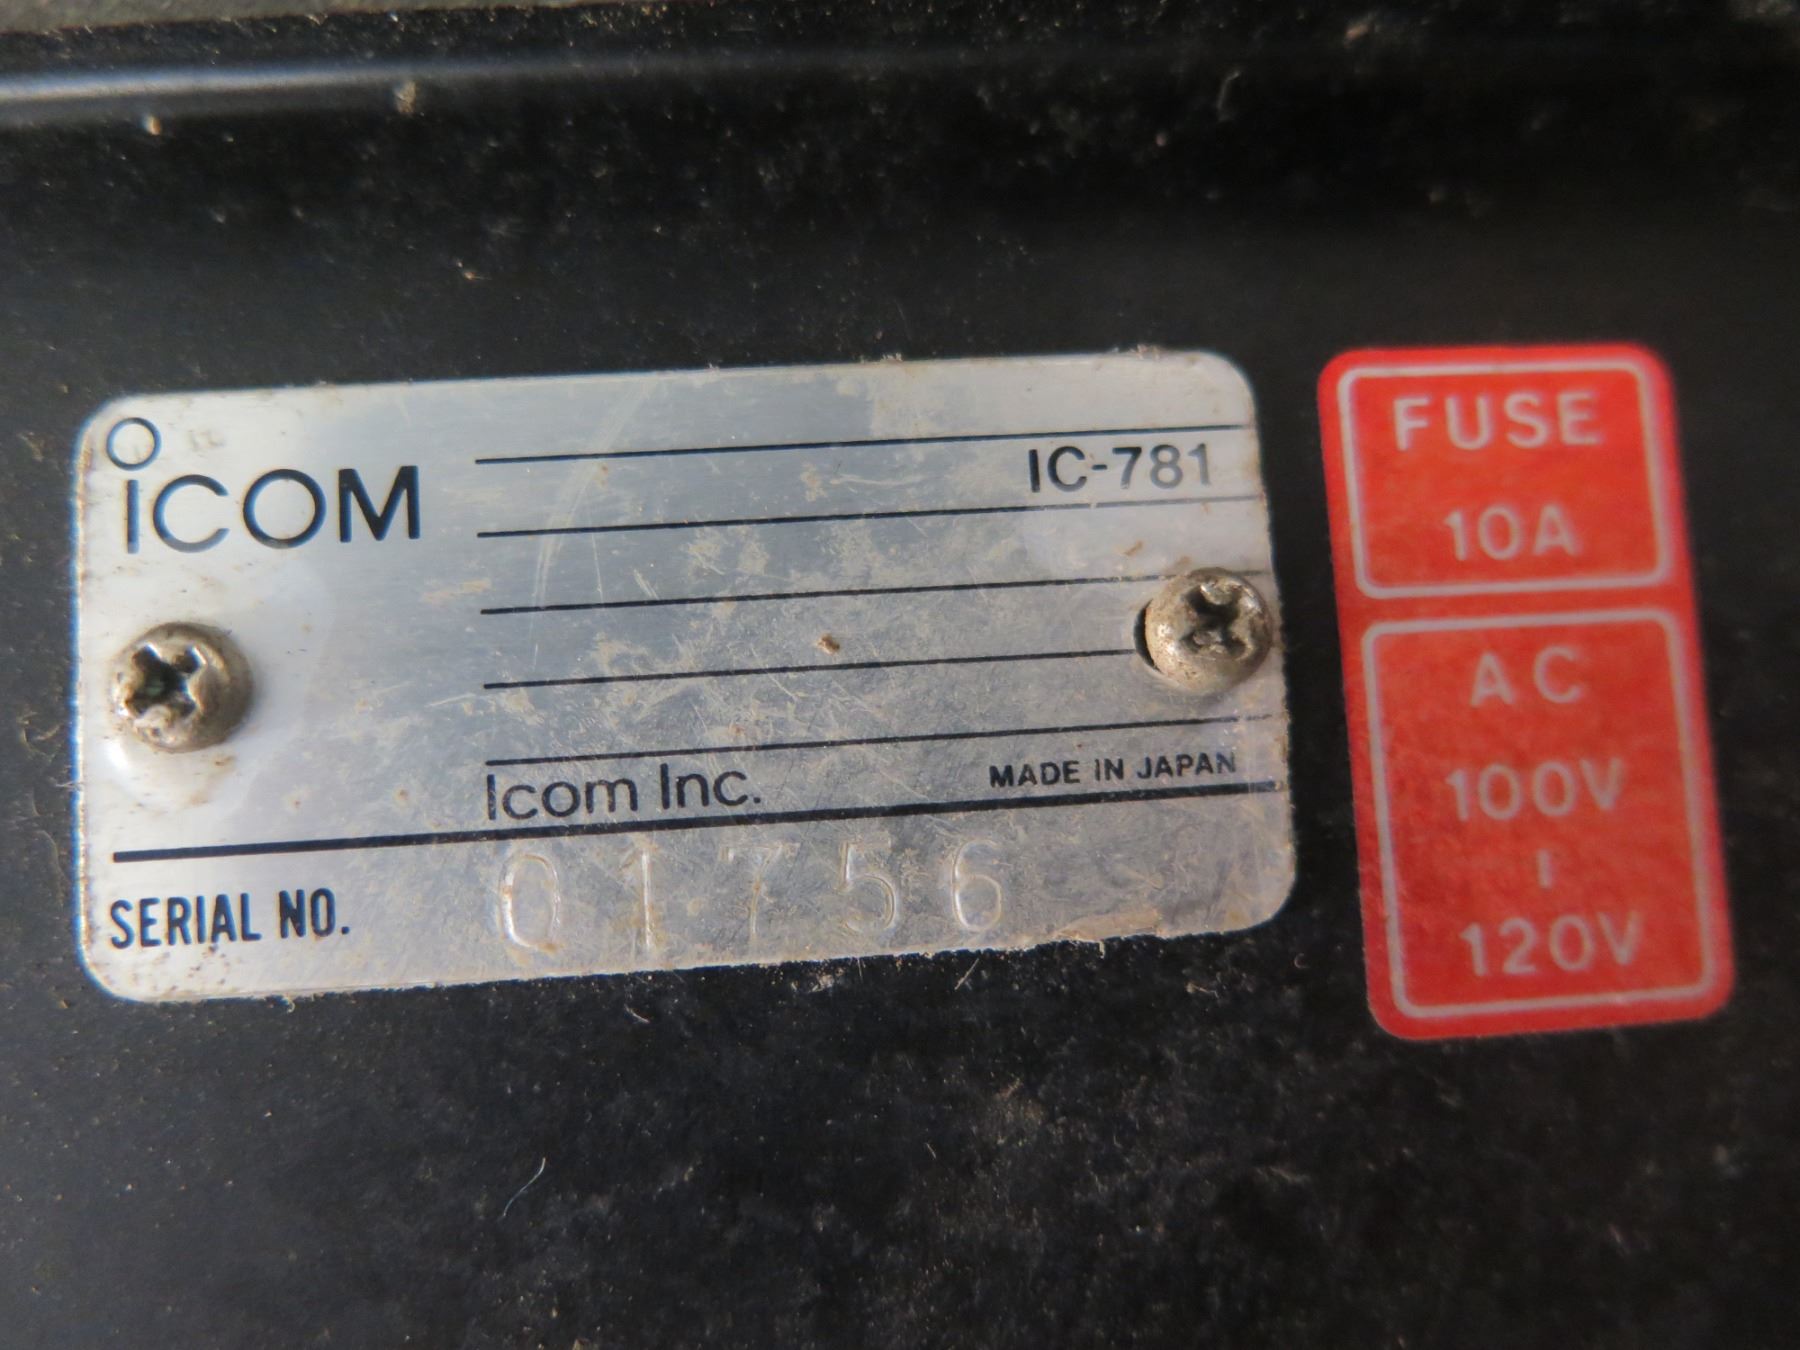 iCOM
IC-781
Icom Inc.
MADE IN JAPAN
SERIAL NO. 01756
FUSE
10A
AC
100V
-
120V